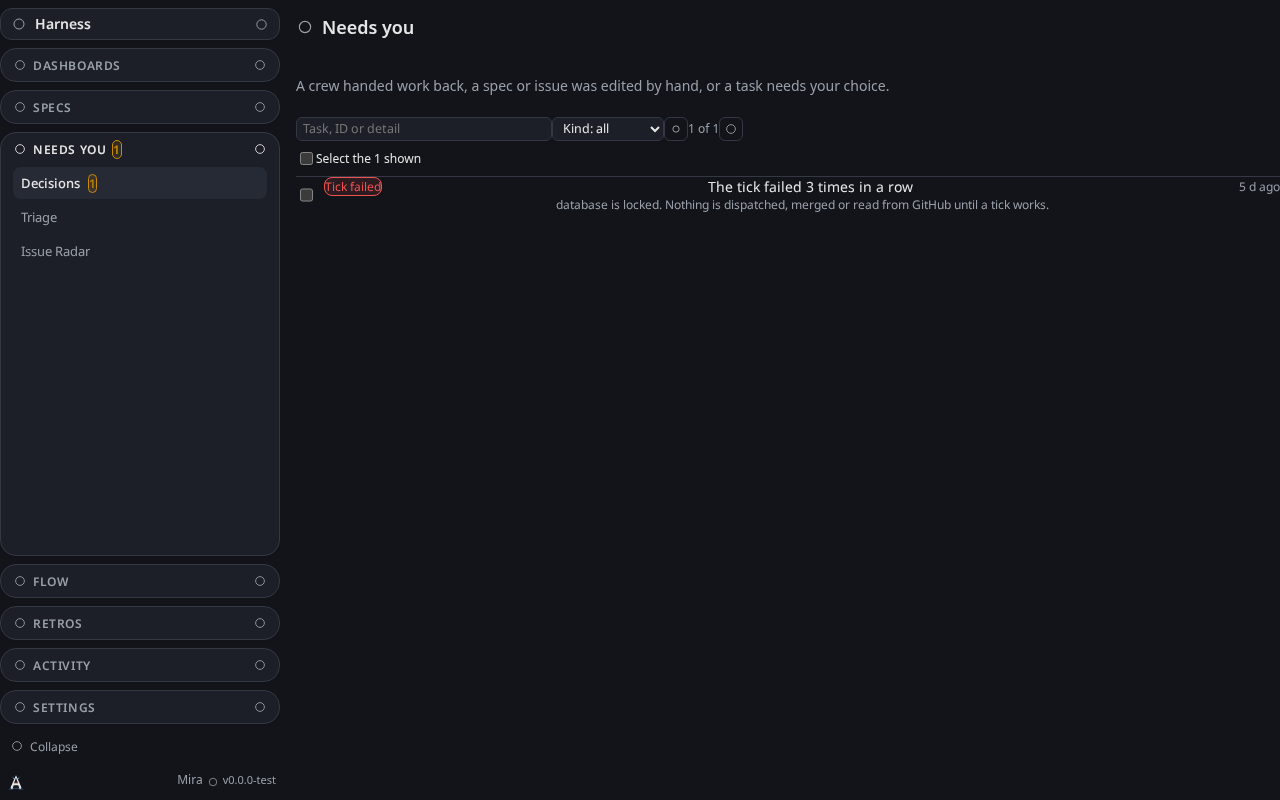 Harness
DASHBOARDS
SPECS
NEEDS YOU 1
Decisions 1
Triage
Issue Radar
FLOW
RETROS
ACTIVITY
SETTINGS
Collapse
Mira v0.0.0-test
Needs you
A crew handed work back, a spec or issue was edited by hand, or a task needs your choice.
Task, ID or detail Kind: all 1 of 1
Select the 1 shown
Tick failed The tick failed 3 times in a row 5 d ago
database is locked. Nothing is dispatched, merged or read from GitHub until a tick works.